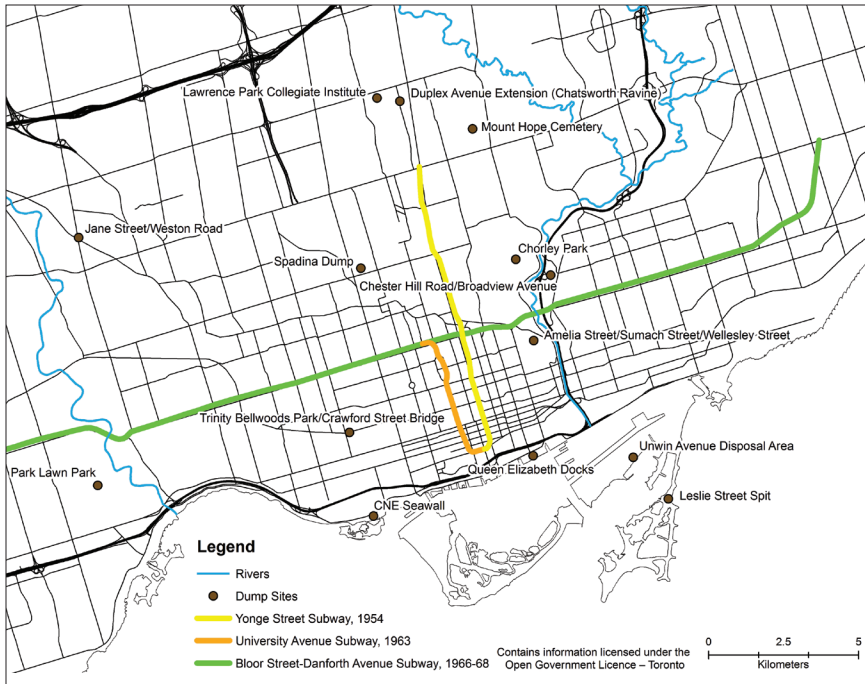 Lawrence Park Collegiate Institute
Duplex Avenue Extension (Chatsworth Ravine)
Mount Hope Cemetery
Jane Street/Weston Road
Spadina Dump
Chorley Park
Chester Hill Road/Broadview Avenue
Amelia Street/Sumach Street/Wellesley Street
Trinity Bellwoods Park/Crawford Street Bridge
Unwin Avenue Disposal Area
Queen Elizabeth Docks
Park Lawn Park
Leslie Street Spit
CNE Seawall
Legend
Rivers
Dump Sites
Yonge Street Subway, 1954
University Avenue Subway, 1963
Bloor Street-Danforth Avenue Subway, 1966-68
Contains information licensed under the
Open Government Licence – Toronto
0 2.5 5
Kilometers